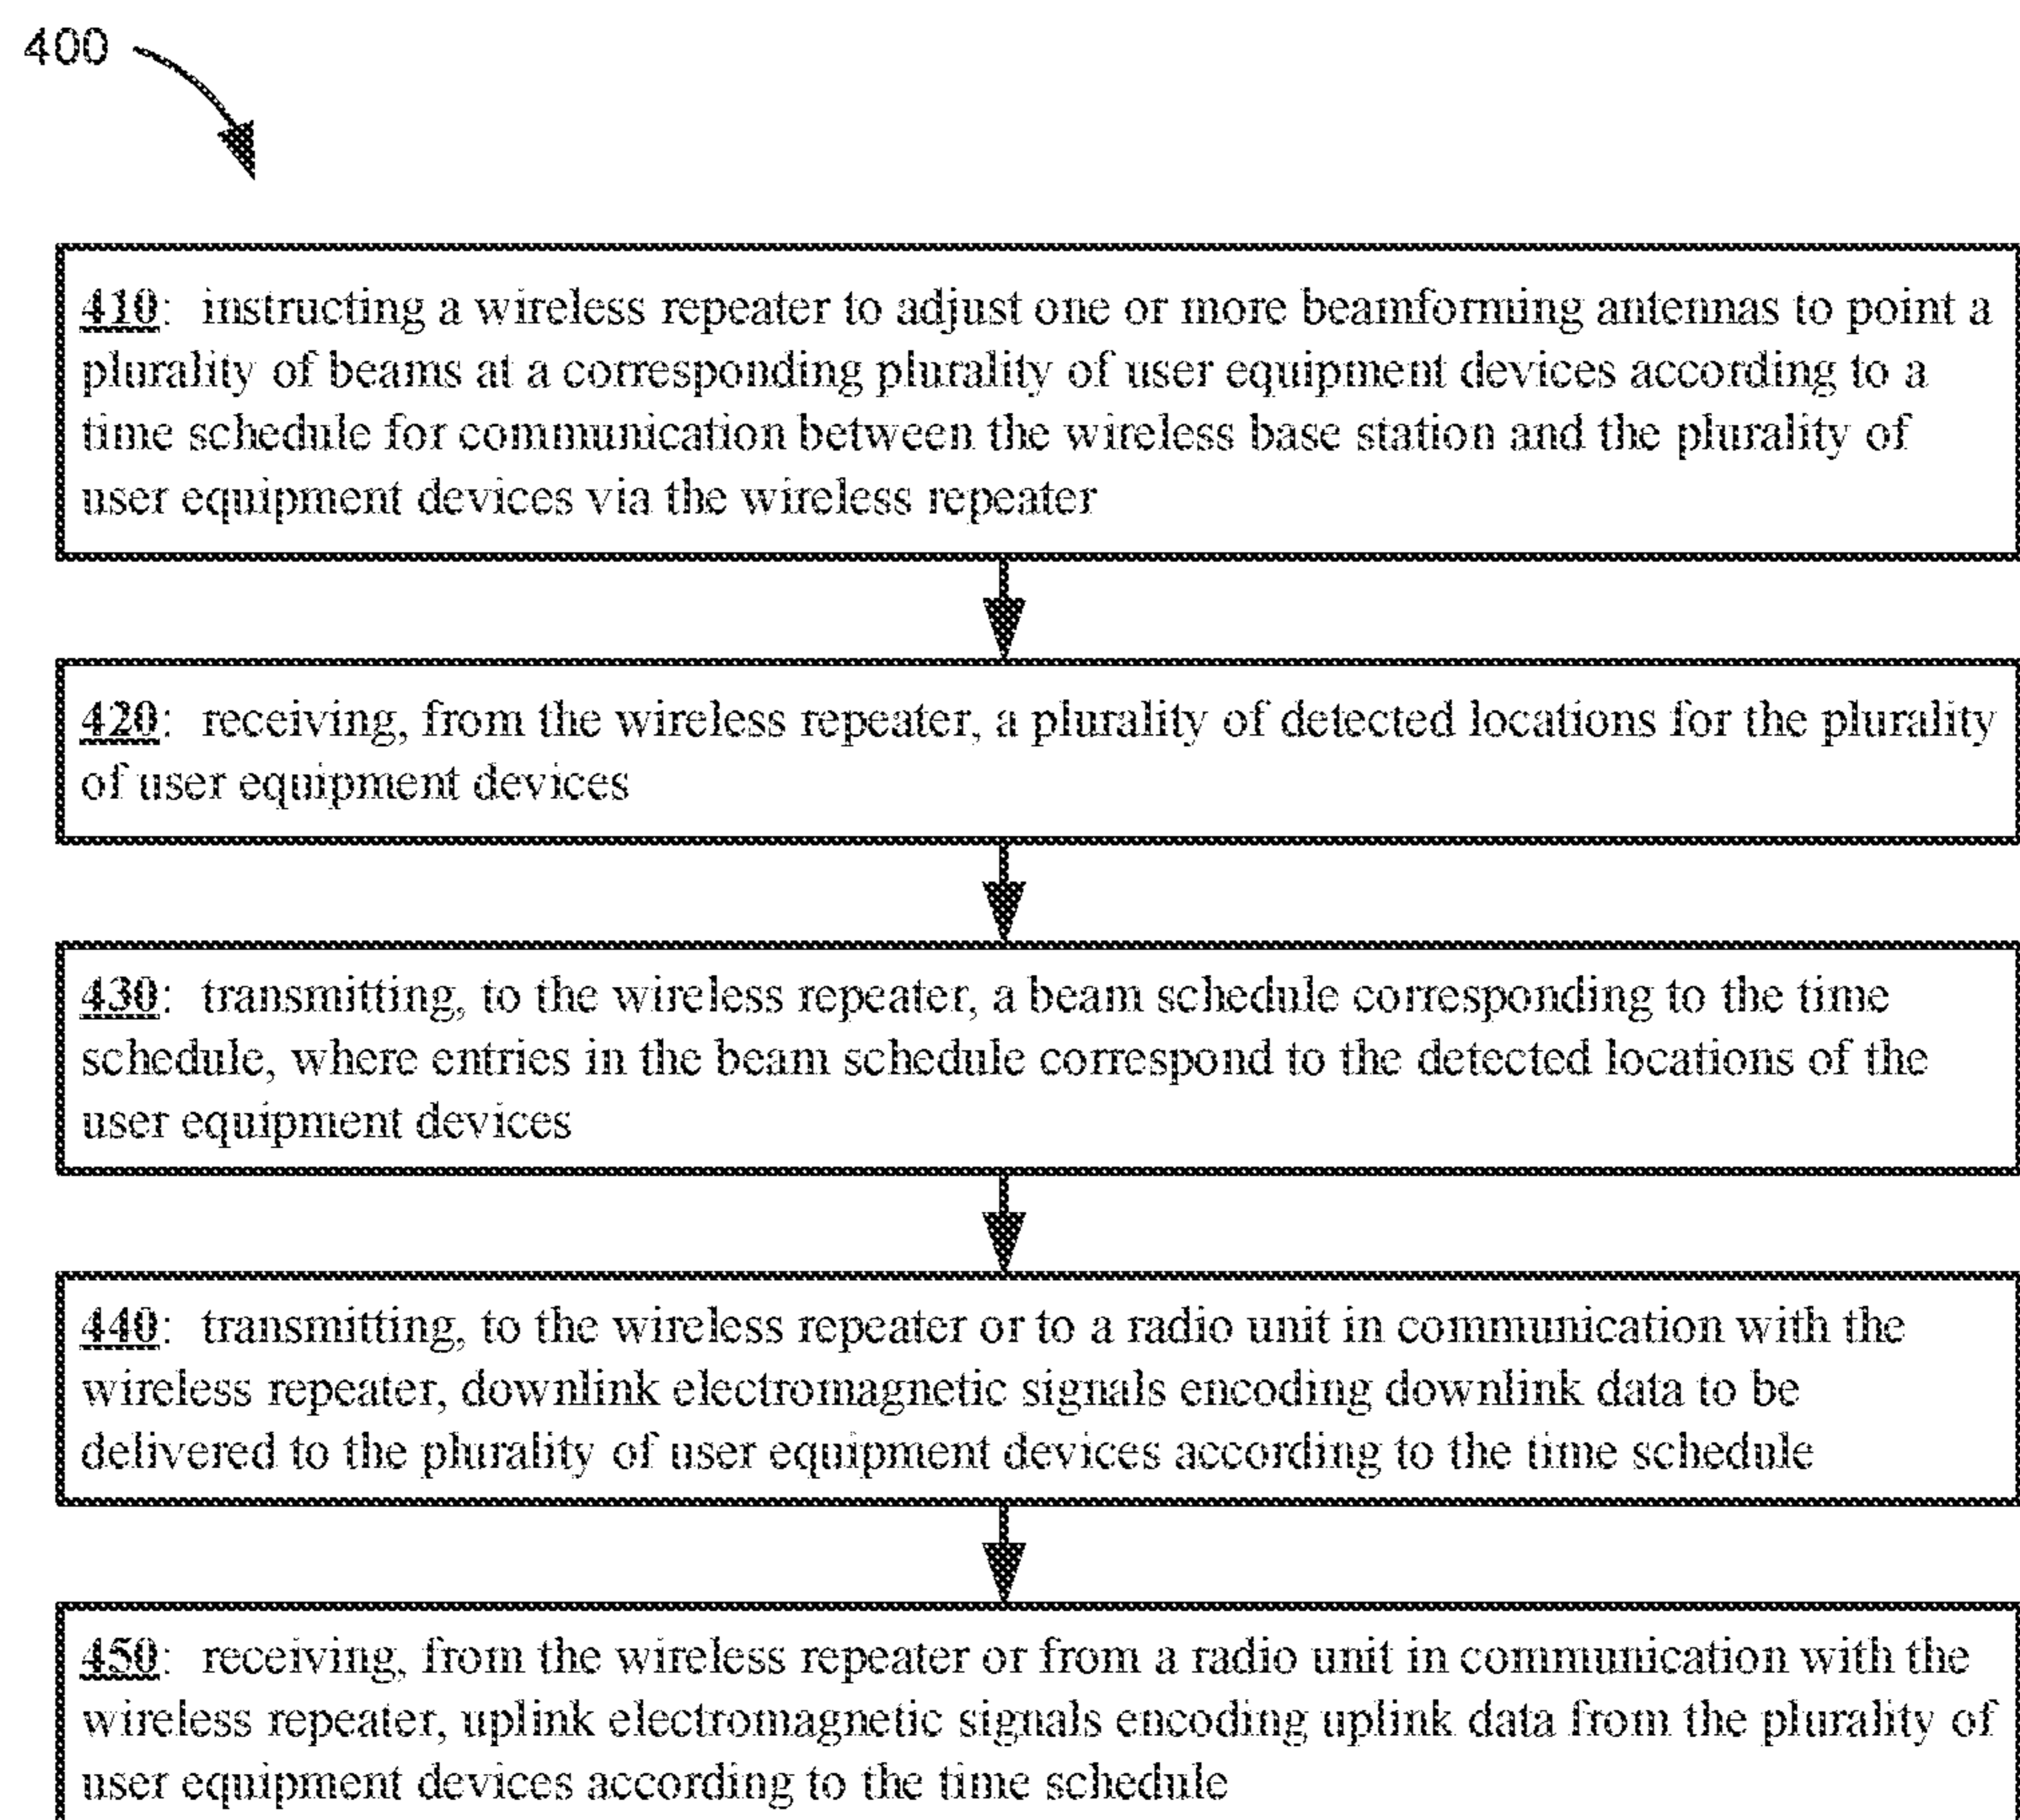 400
410: instructing a wireless repeater to adjust one or more beamforming antennas to point a
plurality of beams at a corresponding plurality of user equipment devices according to a
time schedule for communication between the wireless base station and the plurality of
user equipment devices via the wireless repeater
420: receiving, from the wireless repeater, a plurality of detected locations for the plurality
of user equipment devices
430: transmitting, to the wireless repeater, a beam schedule corresponding to the time
schedule, where entries in the beam schedule correspond to the detected locations of the
user equipment devices
440: transmitting, to the wireless repeater or to a radio unit in communication with the
wireless repeater, downlink electromagnetic signals encoding downlink data to be
delivered to the plurality of user equipment devices according to the time schedule
450: receiving, from the wireless repeater or from a radio unit in communication with the
wireless repeater, uplink electromagnetic signals encoding uplink data from the plurality of
user equipment devices according to the time schedule